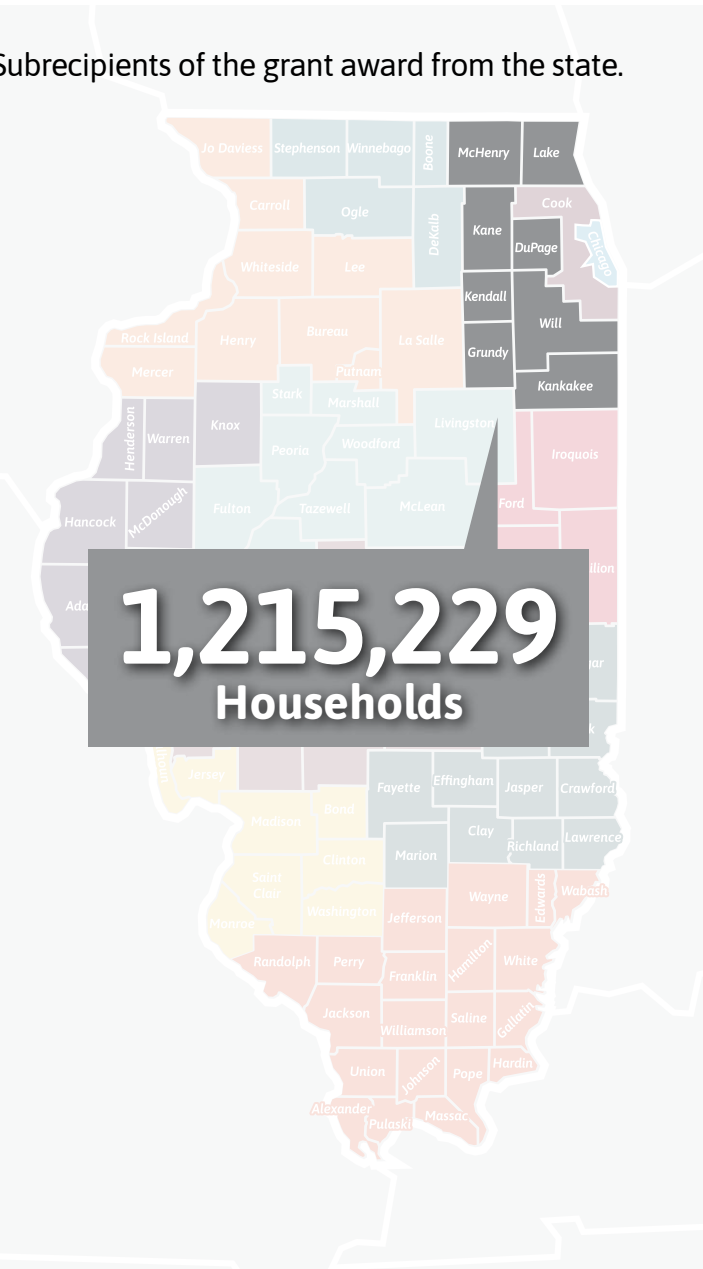 Subrecipients of the grant award from the state.
Jo Daviess
Stephenson
Winnebago
Boone
McHenry
Lake
Carroll
Ogle
DeKalb
Kane
Cook
DuPage
Chicago
Whiteside
Lee
Kendall
Will
Rock Island
Henry
Bureau
La Salle
Grundy
Mercer
Putnam
Kankakee
Stark
Marshall
Henderson
Warren
Knox
Peoria
Woodford
Livingston
Iroquois
Hancock
McDonough
Fulton
Tazewell
McLean
Ford
ilion
Ada
1,215,229
Households
ar
k
houn
Jersey
Fayette
Effingham
Jasper
Crawford
Madison
Bond
Clay
Richland
Lawrence
Marion
Clinton
Saint
Clair
Washington
Monroe
Jefferson
Wayne
Edwards
Wabash
Randolph
Perry
Franklin
Hamilton
White
Jackson
Williamson
Saline
Gallatin
Union
Johnson
Pope
Hardin
Alexander
Pulaski
Massac